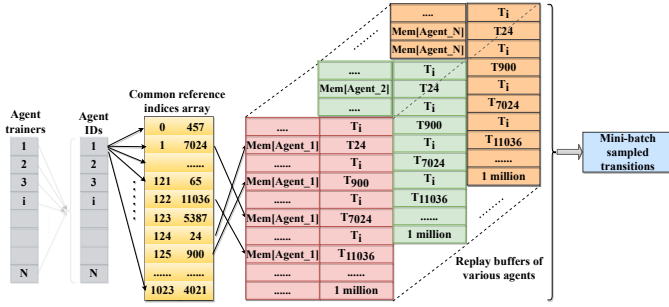 Agent trainers
1
2
3
i
N
Agent IDs
1
2
3
i
N
Common reference indices array
0 457
1 7024
......
121 65
122 11036
123 5387
124 24
125 900
...... ......
1023 4021
.... Ti
Mem[Agent_1] T24
...... Ti
Mem[Agent_1] T900
...... Ti
Mem[Agent_1] T7024
...... Ti
Mem[Agent_1] T11036
...... ......
...... 1 million
.... Ti
Mem[Agent_2] T24
.... Ti
T900
Ti
T7024
Ti
T11036
......
1 million
.... Ti
Mem[Agent_N] T24
Mem[Agent_N] Ti
T900
Ti
T7024
Ti
T11036
......
1 million
Replay buffers of various agents
Mini-batch sampled transitions